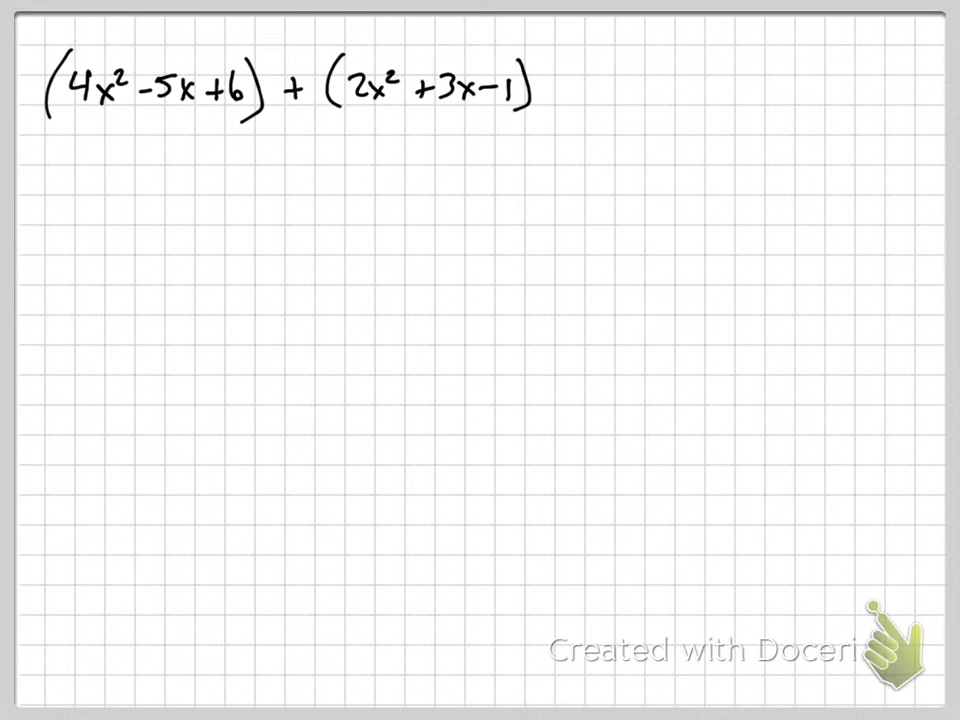 (4x² -5x +6) + (2x² +3x-1)
Created with Doceri